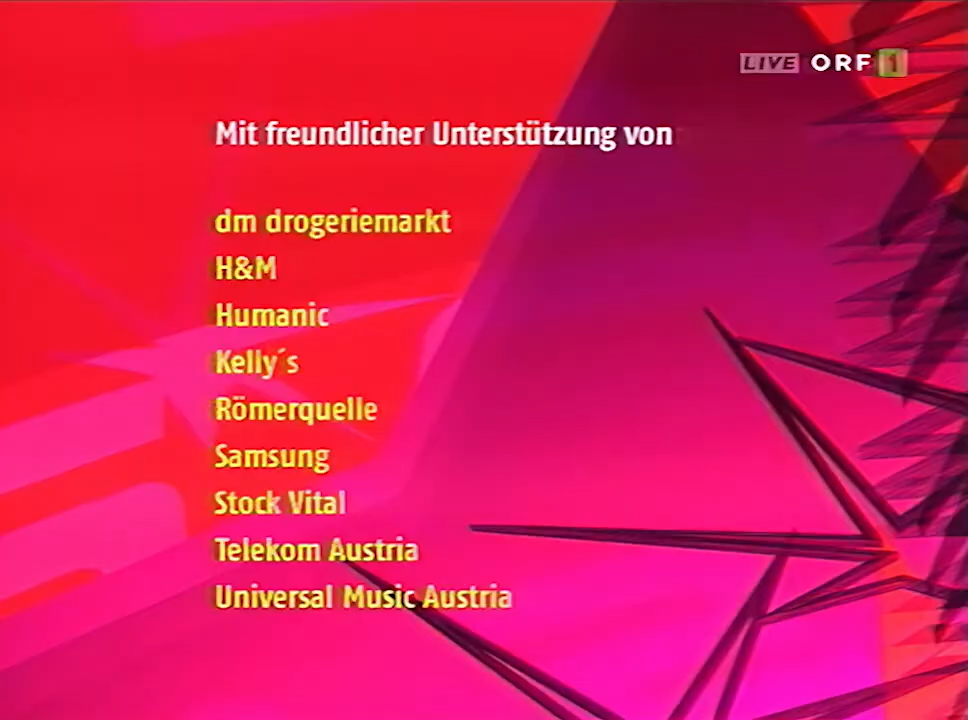 LIVE ORF 1
Mit freundlicher Unterstützung von
dm drogeriemarkt
H&M
Humanic
Kelly´s
Römerquelle
Samsung
Stock Vital
Telekom Austria
Universal Music Austria